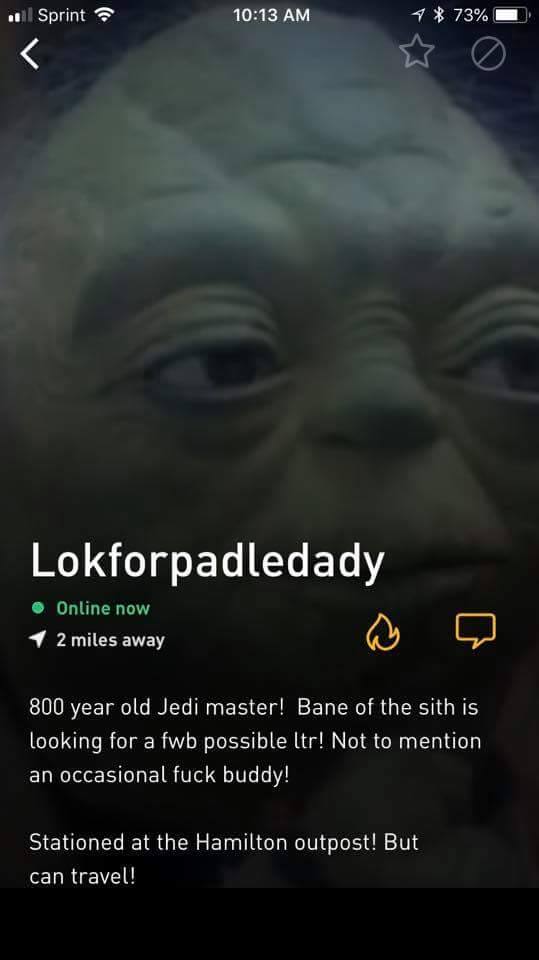 Sprint 10:13 AM 73%
Lokforpadledady
Online now
2 miles away
800 year old Jedi master! Bane of the sith is
looking for a fwb possible ltr! Not to mention
an occasional fuck buddy!
Stationed at the Hamilton outpost! But
can travel!